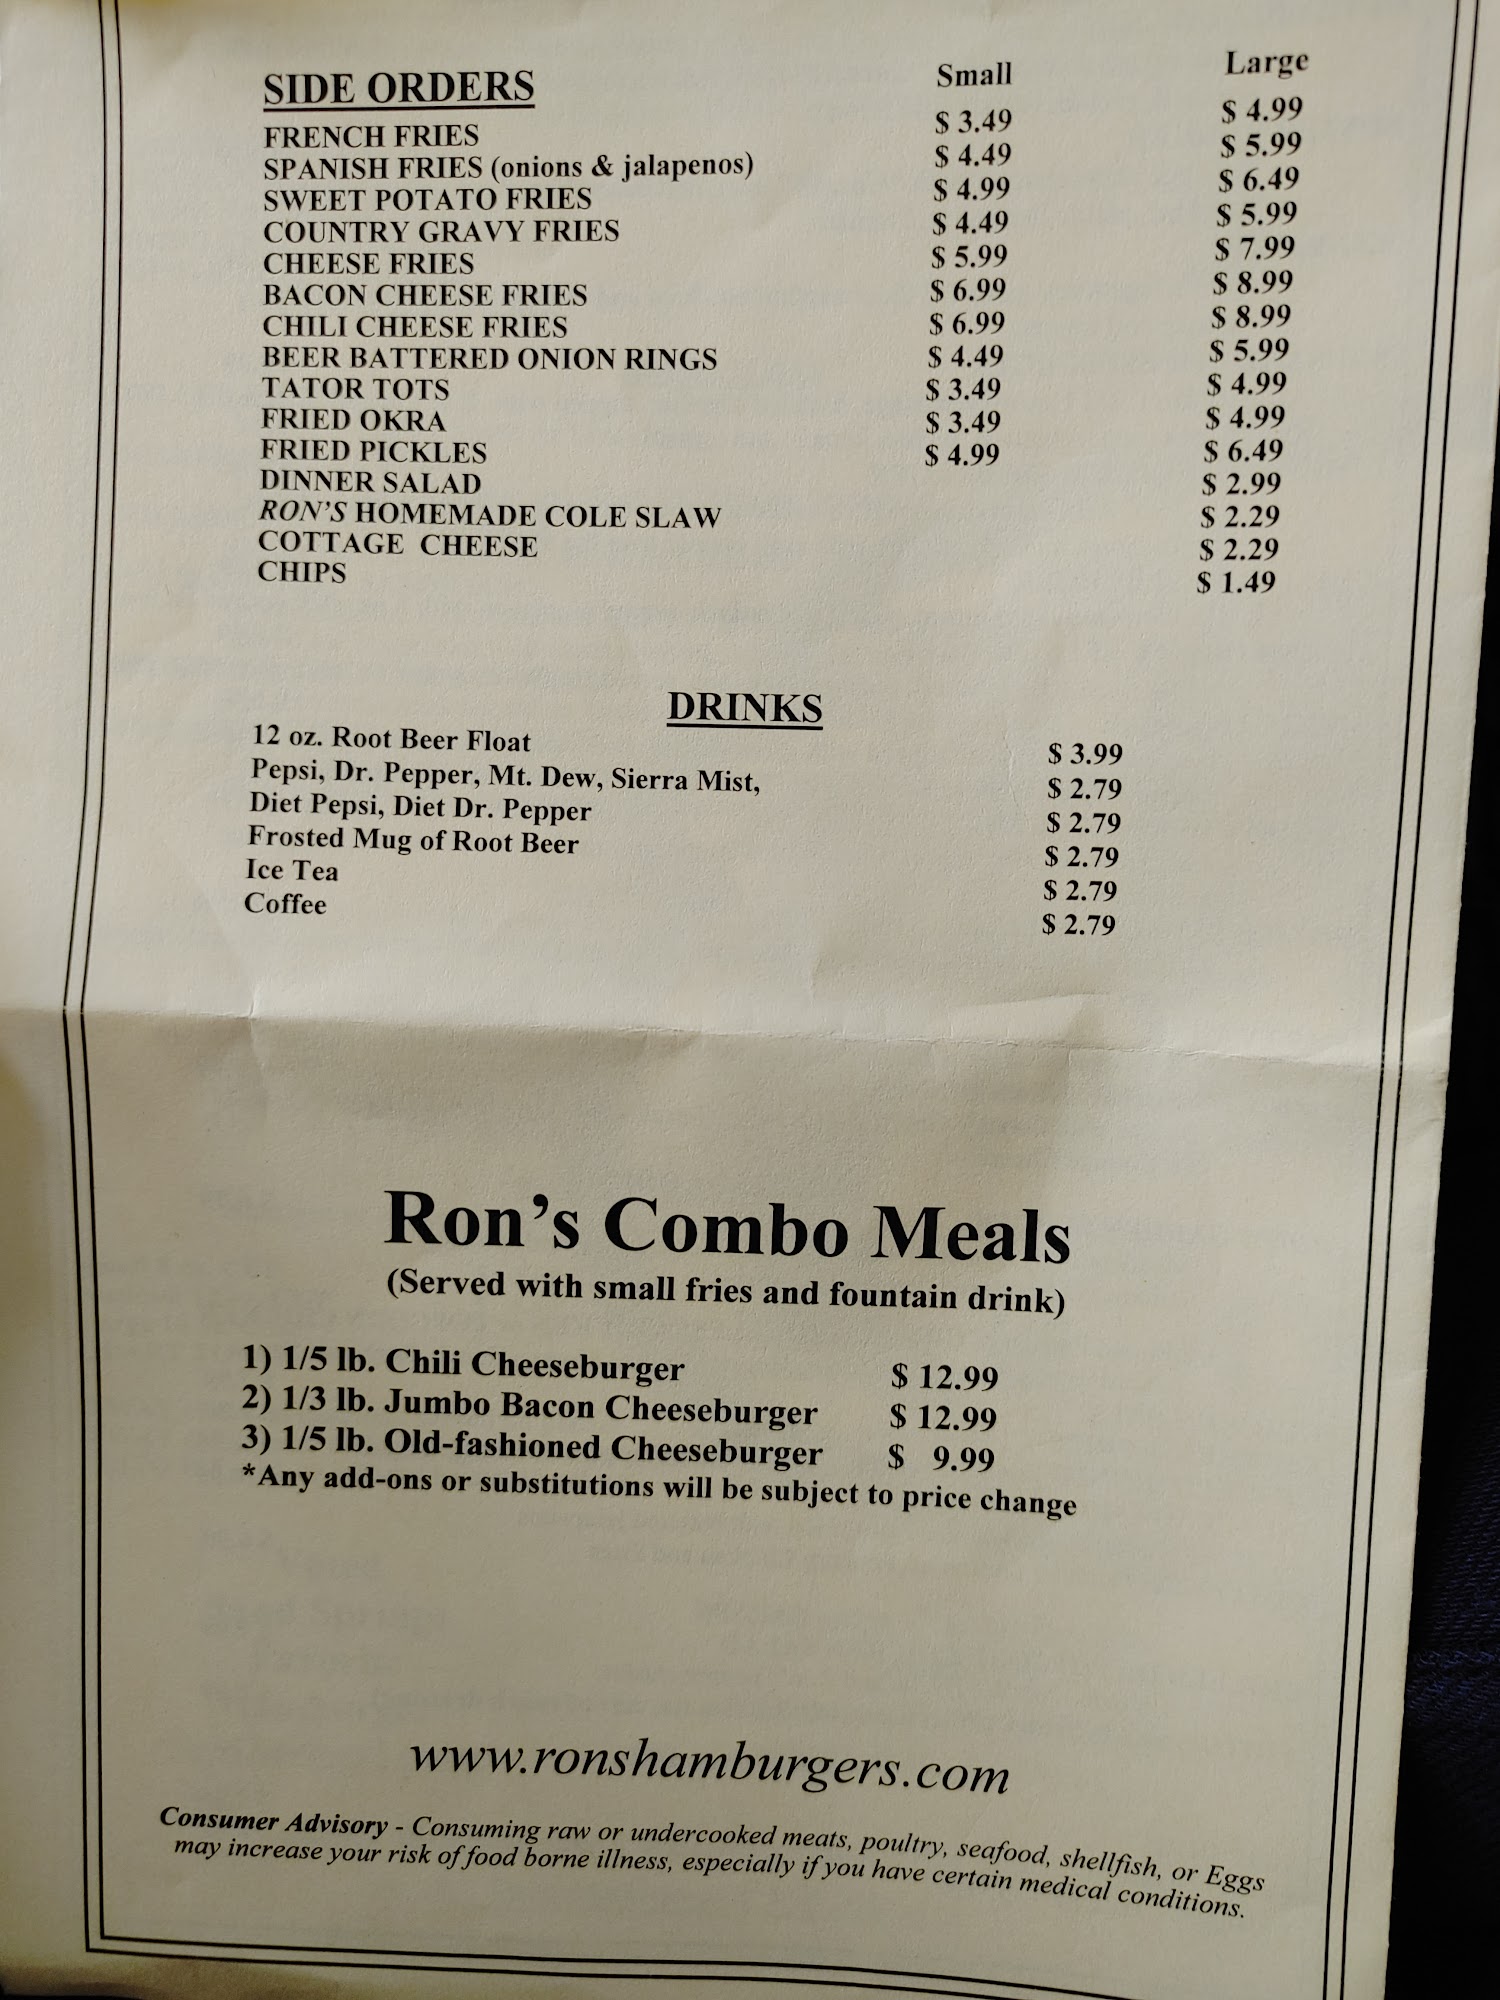 SIDE ORDERS Small Large
FRENCH FRIES $ 3.49 $ 4.99
SPANISH FRIES (onions & jalapenos) $ 4.49 $ 5.99
SWEET POTATO FRIES $ 4.99 $ 6.49
COUNTRY GRAVY FRIES $ 4.49 $ 5.99
CHEESE FRIES $ 5.99 $ 7.99
BACON CHEESE FRIES $ 6.99 $ 8.99
CHILI CHEESE FRIES $ 6.99 $ 8.99
BEER BATTERED ONION RINGS $ 4.49 $ 5.99
TATOR TOTS $ 3.49 $ 4.99
FRIED OKRA $ 3.49 $ 4.99
FRIED PICKLES $ 4.99 $ 6.49
DINNER SALAD $ 2.99
RON'S HOMEMADE COLE SLAW $ 2.29
COTTAGE CHEESE $ 2.29
CHIPS $ 1.49
DRINKS
12 oz. Root Beer Float $ 3.99
Pepsi, Dr. Pepper, Mt. Dew, Sierra Mist, $ 2.79
Diet Pepsi, Diet Dr. Pepper $ 2.79
Frosted Mug of Root Beer $ 2.79
Ice Tea $ 2.79
Coffee $ 2.79
Ron's Combo Meals
(Served with small fries and fountain drink)
1) 1/5 lb. Chili Cheeseburger $ 12.99
2) 1/3 lb. Jumbo Bacon Cheeseburger $ 12.99
3) 1/5 lb. Old-fashioned Cheeseburger $ 9.99
*Any add-ons or substitutions will be subject to price change
www.ronshamburgers.com
Consumer Advisory - Consuming raw or undercooked meats, poultry, seafood, shellfish, or Eggs
may increase your risk of food borne illness, especially if you have certain medical conditions.